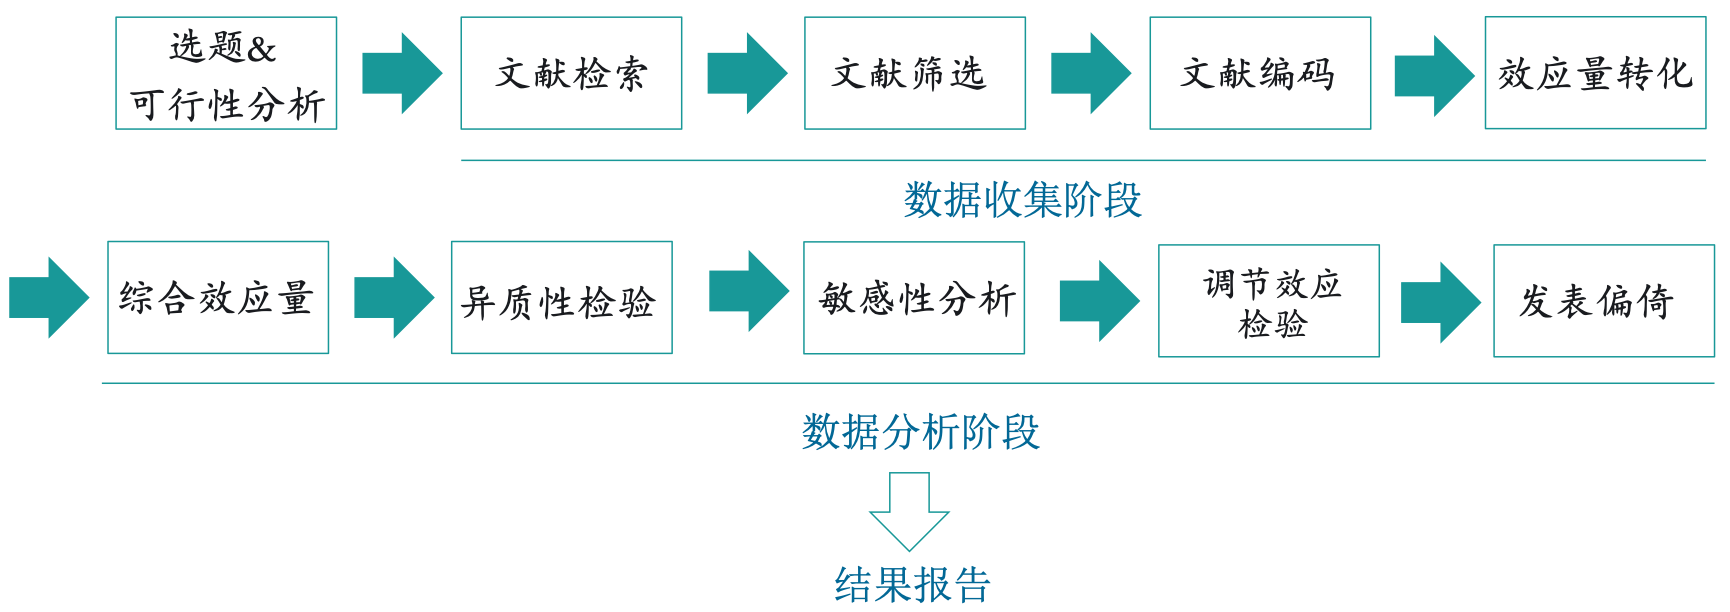 选题&
可行性分析
文献检索
文献筛选
文献编码
效应量转化
数据收集阶段
综合效应量
异质性检验
敏感性分析
调节效应
检验
发表偏倚
数据分析阶段
结果报告